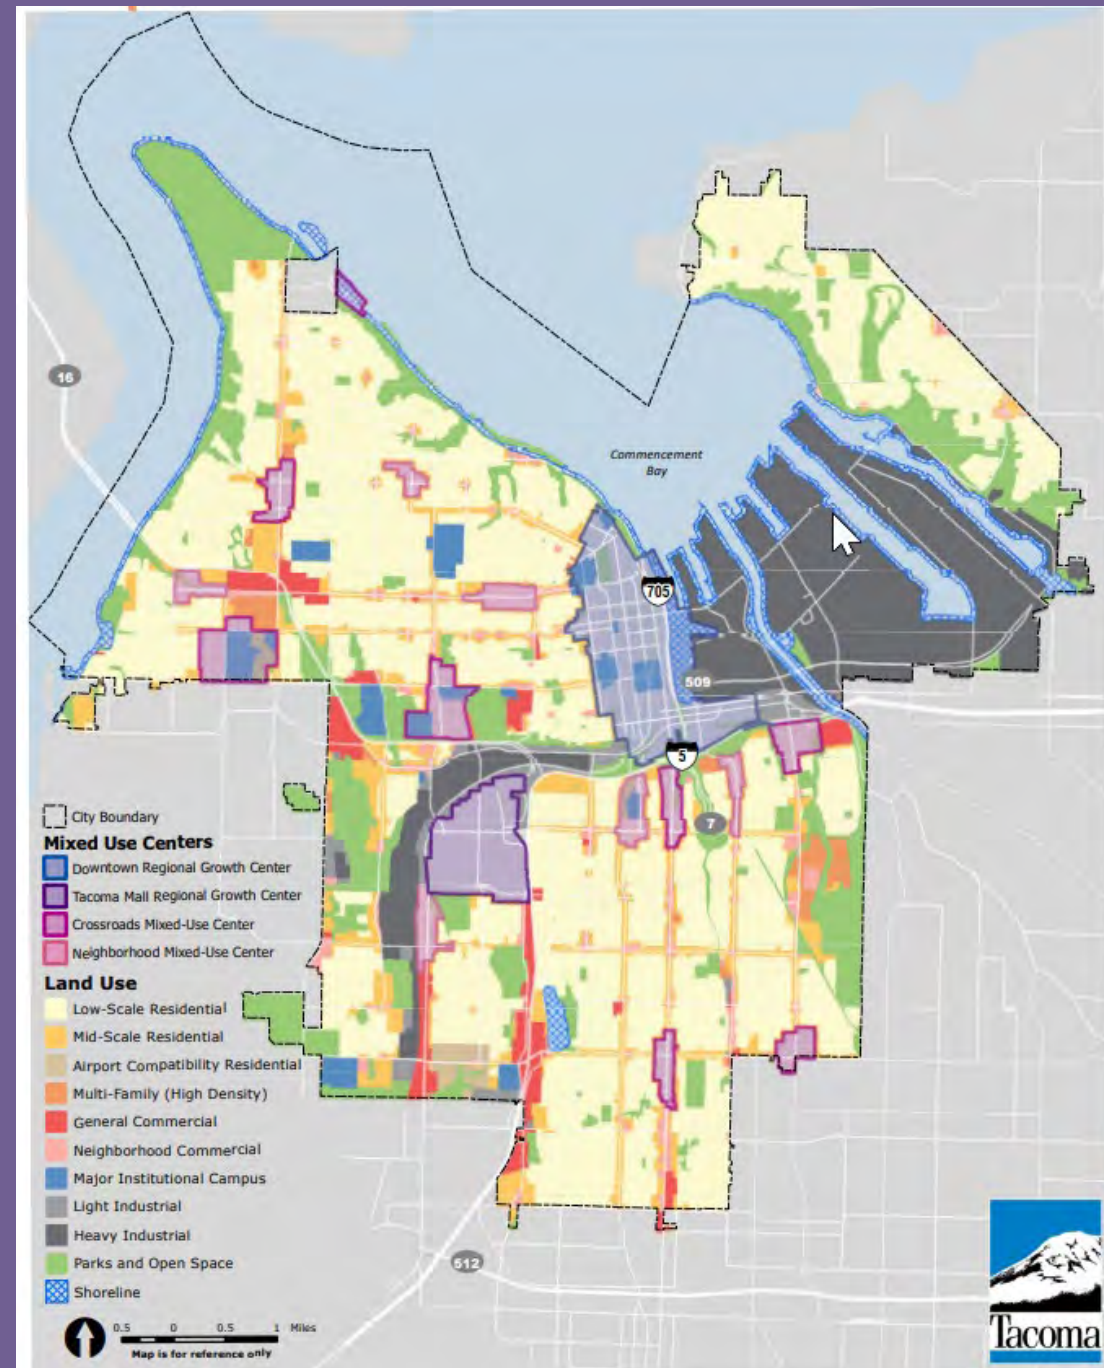 16
Commencement
Bay
705
509
5
7
City Boundary
Mixed Use Centers
Downtown Regional Growth Center
Tacoma Mall Regional Growth Center
Crossroads Mixed-Use Center
Neighborhood Mixed-Use Center
Land Use
Low-Scale Residential
Mid-Scale Residential
Airport Compatibility Residential
Multi-Family (High Density)
General Commercial
Neighborhood Commercial
Major Institutional Campus
Light Industrial
Heavy Industrial
Parks and Open Space
Shoreline
512
0.5 0 0.5 1 Miles
Map is for reference only
Tacoma